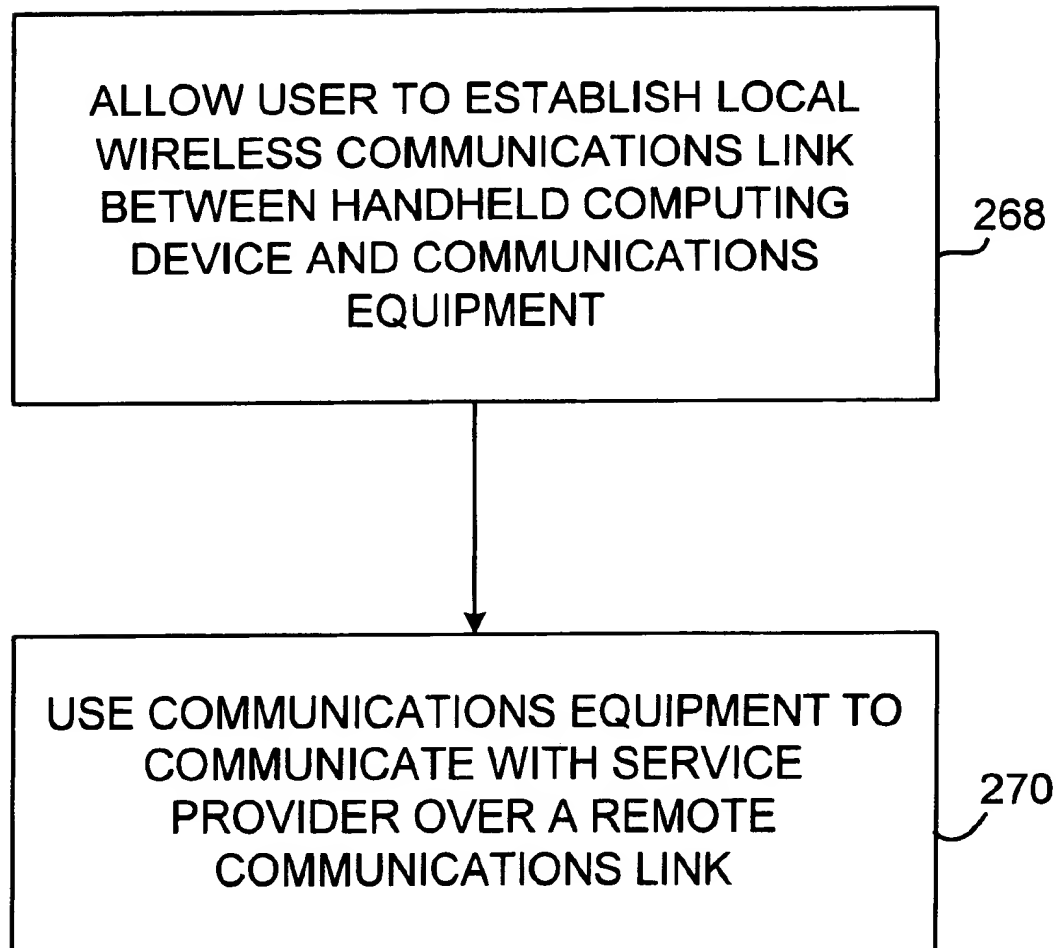 ALLOW USER TO ESTABLISH LOCAL
WIRELESS COMMUNICATIONS LINK
BETWEEN HANDHELD COMPUTING
DEVICE AND COMMUNICATIONS
EQUIPMENT
268
USE COMMUNICATIONS EQUIPMENT TO
COMMUNICATE WITH SERVICE
PROVIDER OVER A REMOTE
COMMUNICATIONS LINK
270